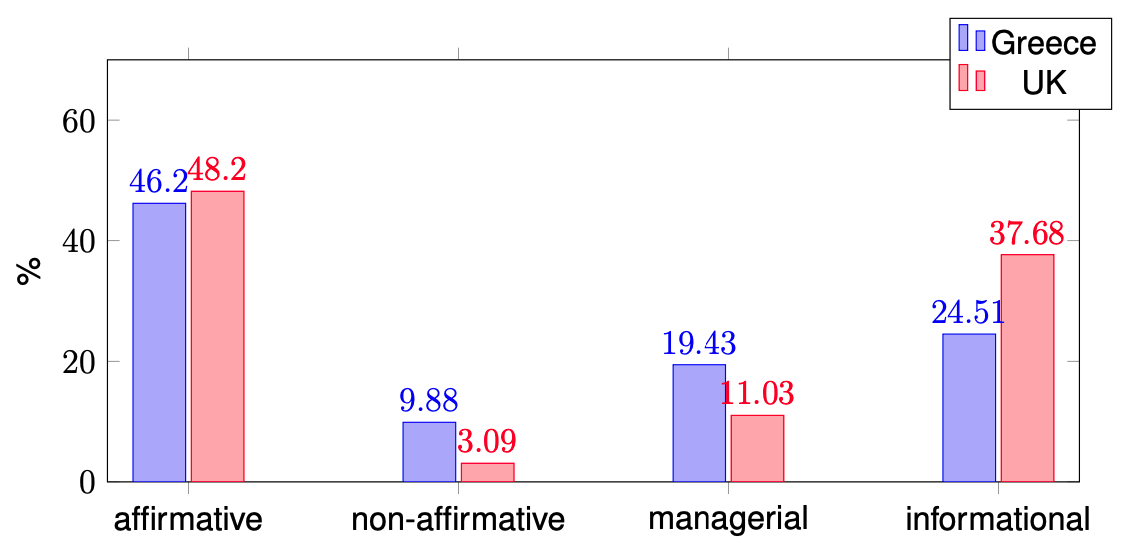 Greece
UK
%
60
40
20
0
46.2
48.2
9.88
3.09
19.43
11.03
24.51
37.68
affirmative
non-affirmative
managerial
informational